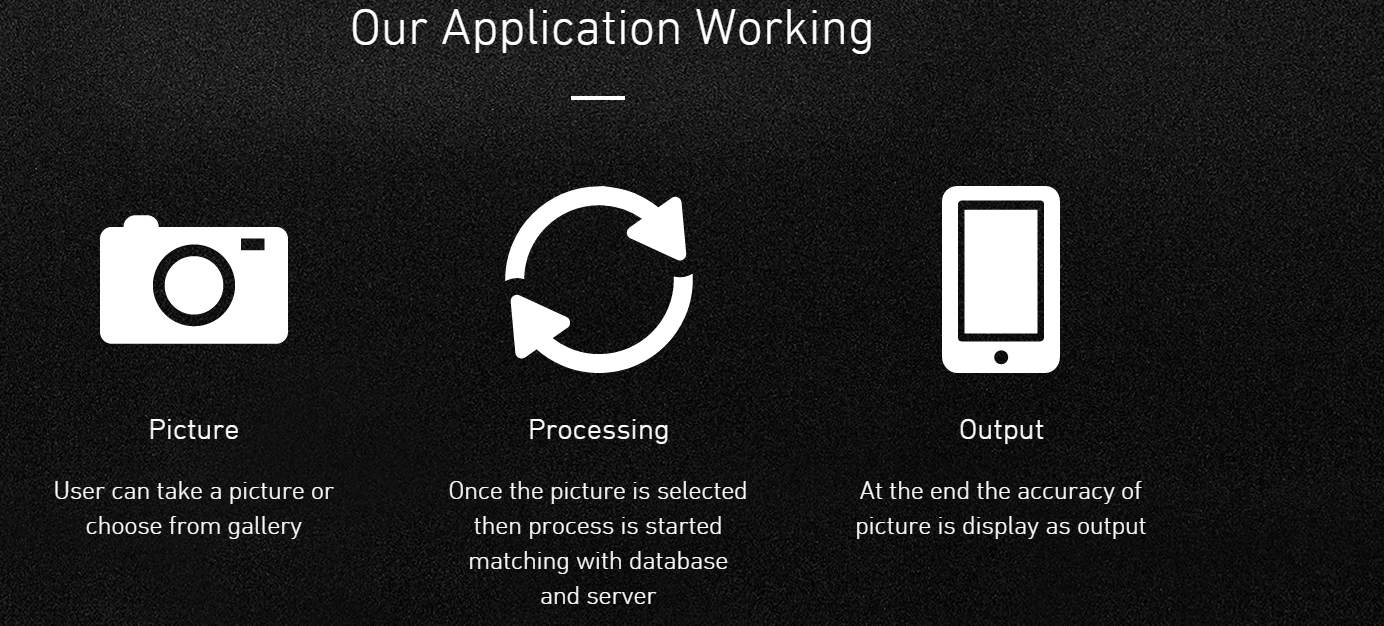 Our Application Working
Picture
User can take a picture or
choose from gallery
Processing
Once the picture is selected
then process is started
matching with database
and server
Output
At the end the accuracy of
picture is display as output